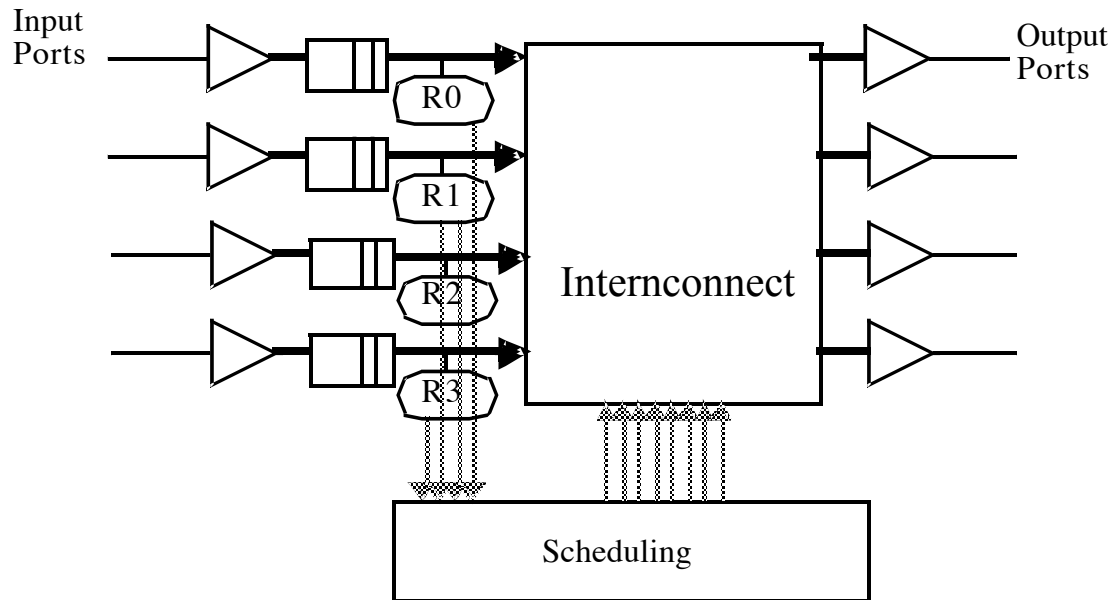 Input
Ports
Output
Ports
R0
R1
R2
R3
Internconnect
Scheduling